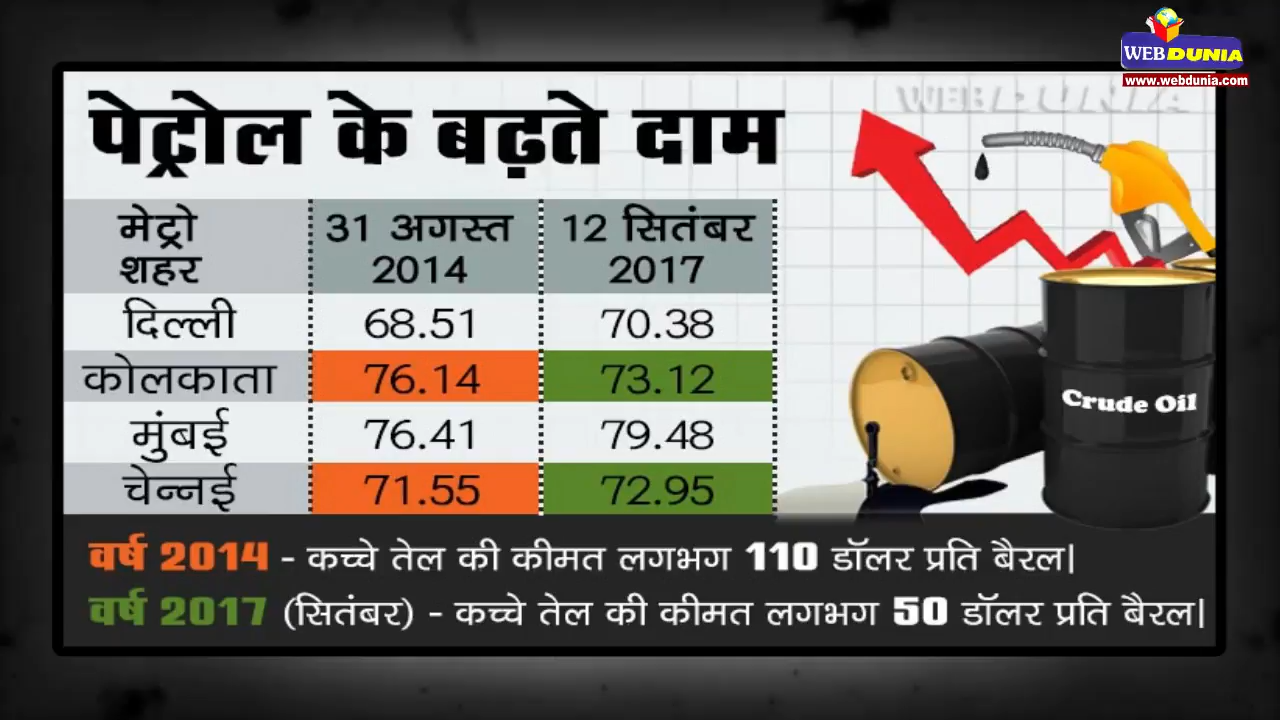 WEBDUNIA
www.webdunia.com
WEBDUNIA
पेट्रोल के बढ़ते दाम
मेट्रो शहर 31 अगस्त 2014 12 सितंबर 2017
दिल्ली 68.51 70.38
कोलकाता 76.14 73.12
मुंबई 76.41 79.48
चेन्नई 71.55 72.95
Crude Oil
वर्ष 2014 - कच्चे तेल की कीमत लगभग 110 डॉलर प्रति बैरल|
वर्ष 2017 (सितंबर) - कच्चे तेल की कीमत लगभग 50 डॉलर प्रति बैरल|